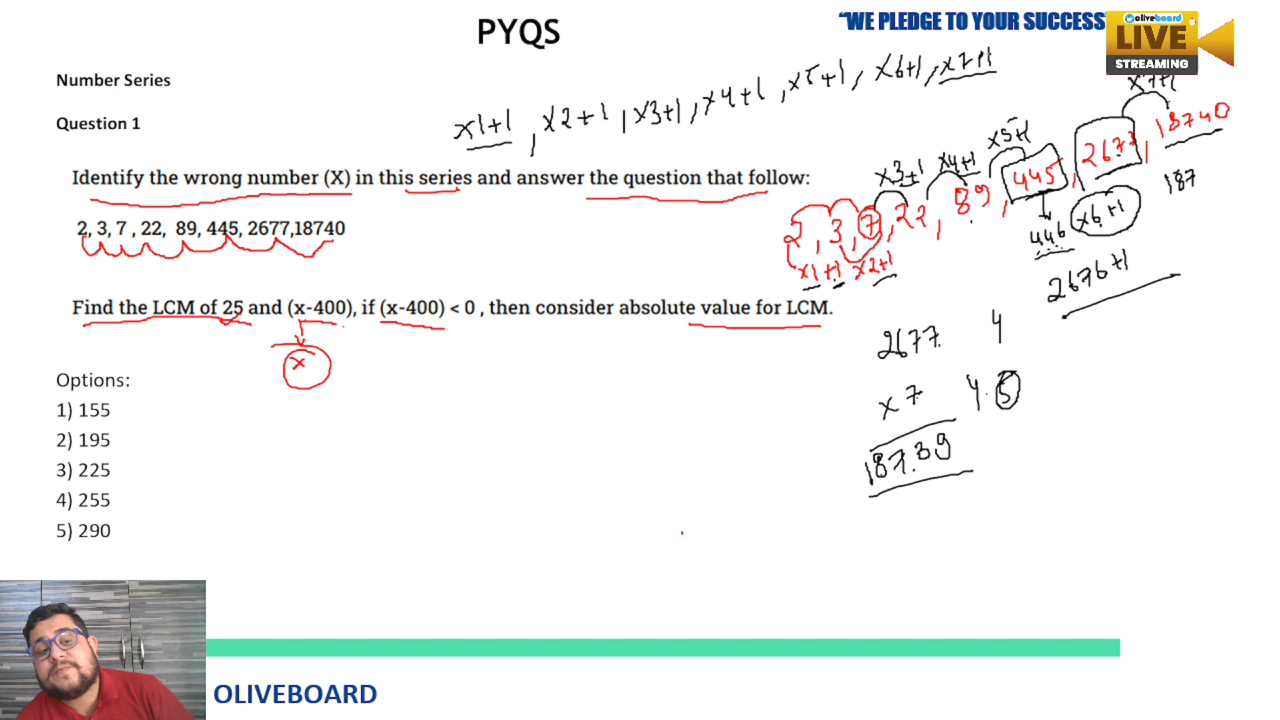 PYQS
"WE PLEDGE TO YOUR SUCCESS
oliveboard
LIVE
STREAMING
Number Series
Question 1
x1+1, x2+1, x3+1, x4+1, x5+1, x6+1, x7+1
Identify the wrong number (X) in this series and answer the question that follow:
2, 3, 7 , 22, 89, 445, 2677,18740
x3+1 x4+1 x5+1 x7+1
2, 3, 7, 22, 89, 445, 2677, 18740
x1+1 x2+1 446 x6+1 187
2676+1
Find the LCM of 25 and (x-400), if (x-400) < 0 , then consider absolute value for LCM.
x
2677 4
x 7 4 5
18739
Options:
1) 155
2) 195
3) 225
4) 255
5) 290
OLIVEBOARD